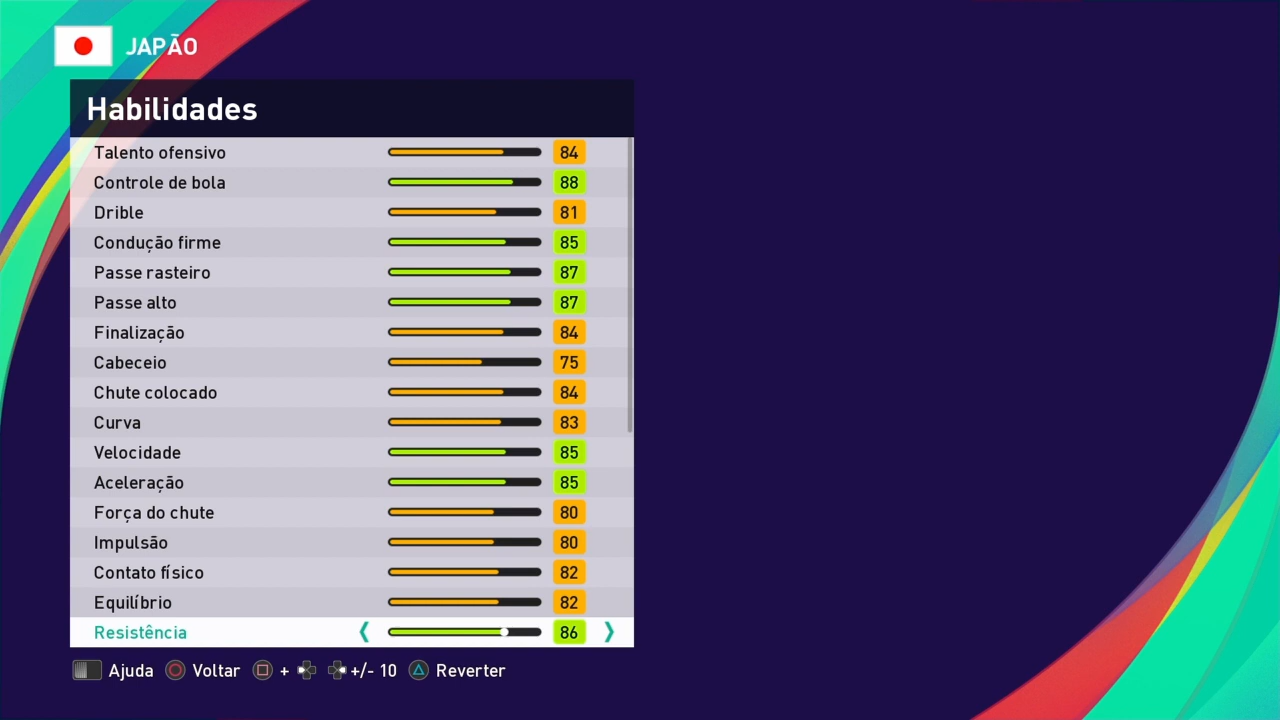 JAPÃO
Habilidades
Talento ofensivo 84
Controle de bola 88
Drible 81
Condução firme 85
Passe rasteiro 87
Passe alto 87
Finalização 84
Cabeceio 75
Chute colocado 84
Curva 83
Velocidade 85
Aceleração 85
Força do chute 80
Impulsão 80
Contato físico 82
Equilíbrio 82
Resistência 86
Ajuda Voltar + +/- 10 Reverter